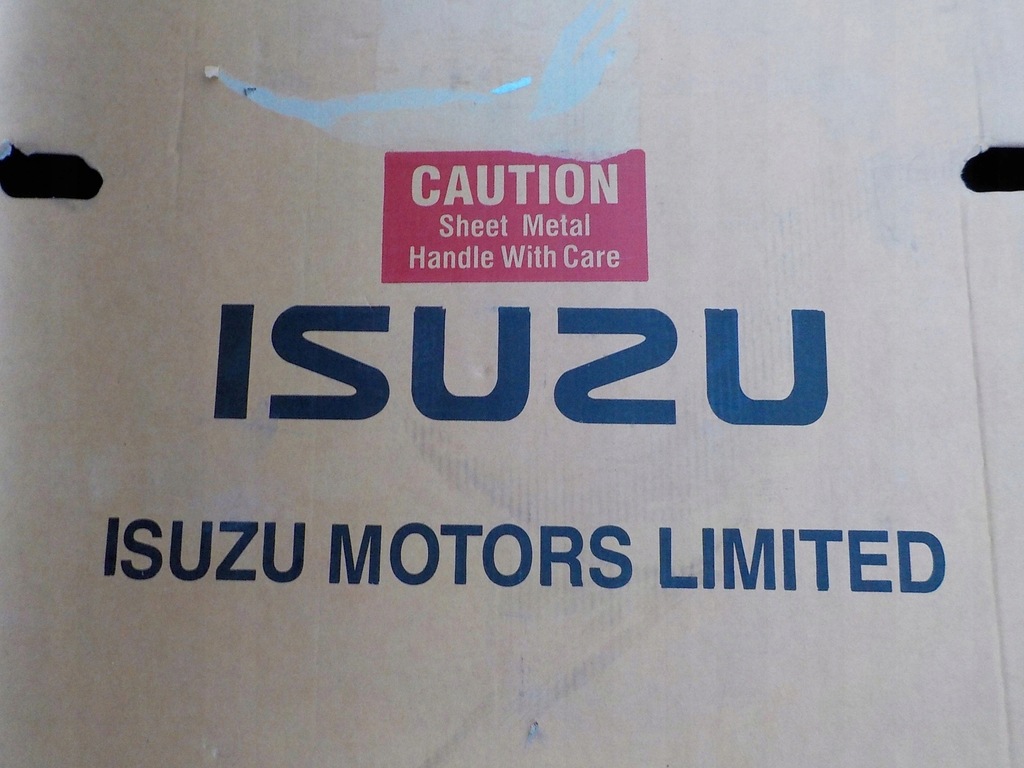 CAUTION
Sheet Metal
Handle With Care
ISUZU
ISUZU MOTORS LIMITED